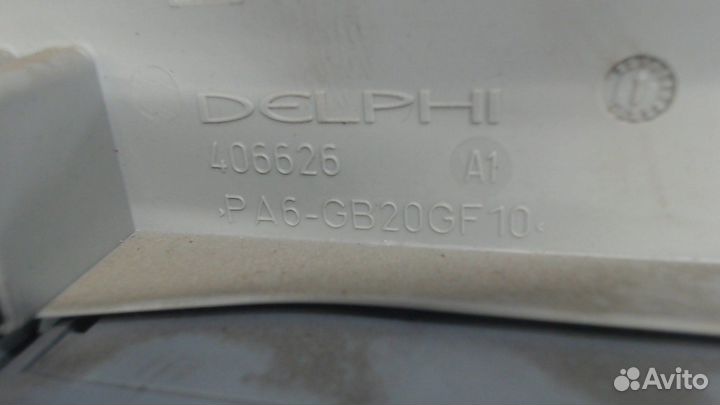 DELPHI
406626 A1
>PA6-GB20GF10<
Avito